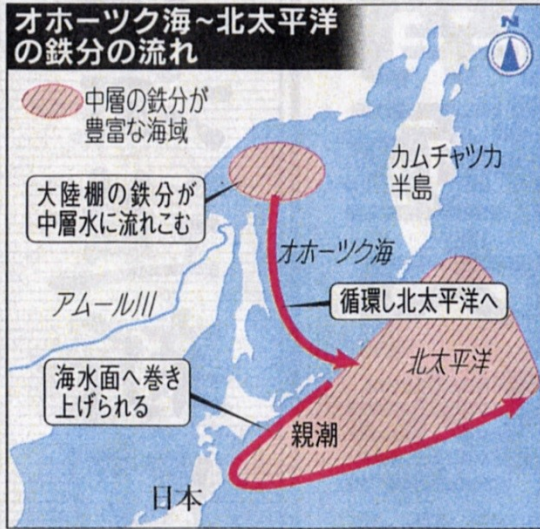 オホーツク海～北太平洋
の鉄分の流れ
N
中層の鉄分が
豊富な海域
カムチャツカ
半島
大陸棚の鉄分が
中層水に流れこむ
オホーツク海
アムール川
循環し北太平洋へ
北太平洋
海水面へ巻き
上げられる
親潮
日本